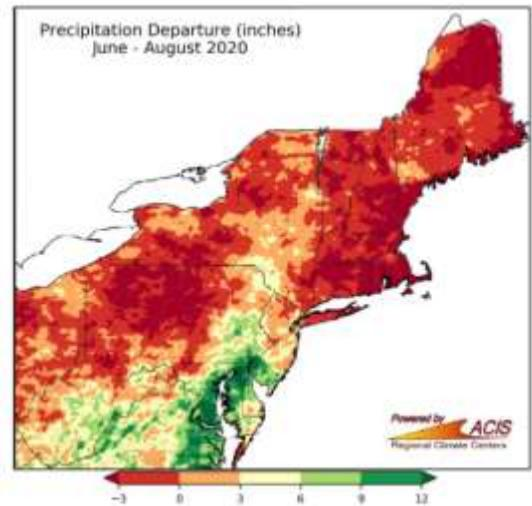 Precipitation Departure (inches)
June - August 2020
Powered by
ACIS
Regional Climate Centers
-3 0 3 6 9 12